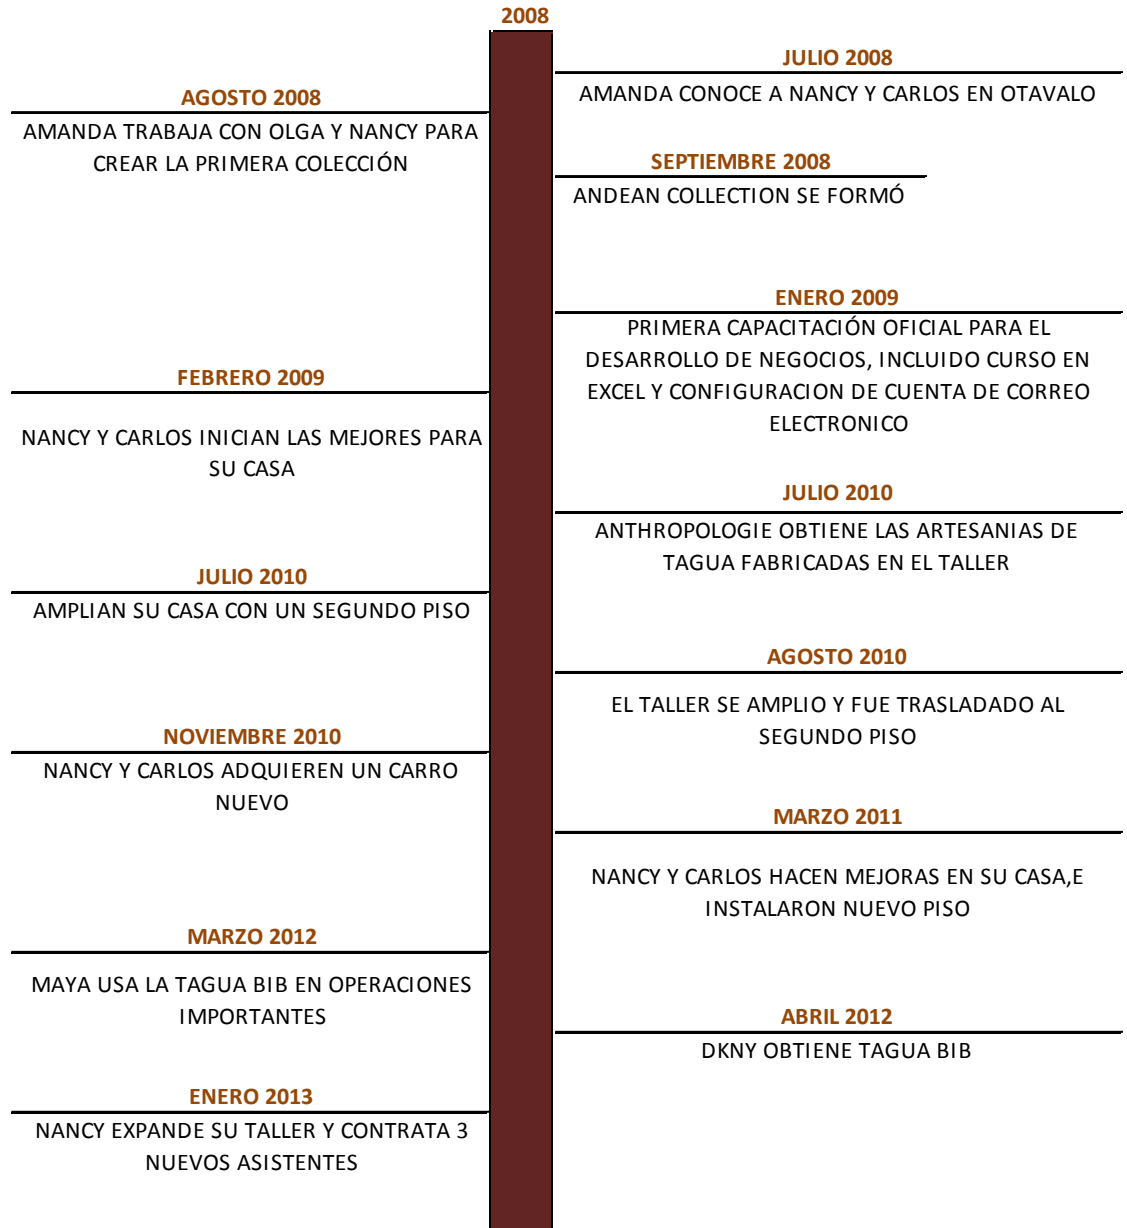 2008
JULIO 2008
AMANDA CONOCE A NANCY Y CARLOS EN OTAVALO
AGOSTO 2008
AMANDA TRABAJA CON OLGA Y NANCY PARA
CREAR LA PRIMERA COLECCIÓN
SEPTIEMBRE 2008
ANDEAN COLLECTION SE FORMÓ
ENERO 2009
PRIMERA CAPACITACIÓN OFICIAL PARA EL
DESARROLLO DE NEGOCIOS, INCLUIDO CURSO EN
EXCEL Y CONFIGURACION DE CUENTA DE CORREO
ELECTRONICO
FEBRERO 2009
NANCY Y CARLOS INICIAN LAS MEJORES PARA
SU CASA
JULIO 2010
ANTHROPOLOGIE OBTIENE LAS ARTESANIAS DE
TAGUA FABRICADAS EN EL TALLER
JULIO 2010
AMPLIAN SU CASA CON UN SEGUNDO PISO
AGOSTO 2010
EL TALLER SE AMPLIO Y FUE TRASLADADO AL
SEGUNDO PISO
NOVIEMBRE 2010
NANCY Y CARLOS ADQUIEREN UN CARRO
NUEVO
MARZO 2011
NANCY Y CARLOS HACEN MEJORAS EN SU CASA,E
INSTALARON NUEVO PISO
MARZO 2012
MAYA USA LA TAGUA BIB EN OPERACIONES
IMPORTANTES
ABRIL 2012
DKNY OBTIENE TAGUA BIB
ENERO 2013
NANCY EXPANDE SU TALLER Y CONTRATA 3
NUEVOS ASISTENTES